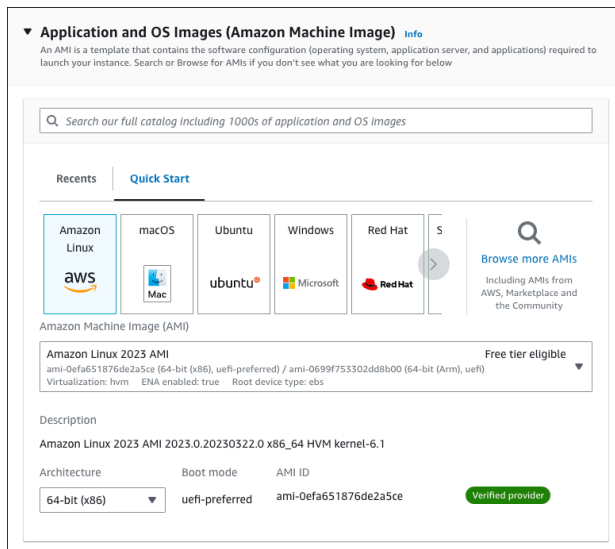 Application and OS Images (Amazon Machine Image) Info
An AMI is a template that contains the software configuration (operating system, application server, and applications) required to
launch your instance. Search or Browse for AMIs if you don't see what you are looking for below
Search our full catalog including 1000s of application and OS images
Recents
Quick Start
Amazon
Linux
aws
macOS
Mac
Ubuntu
ubuntu
Windows
Microsoft
Red Hat
Red Hat
S
Browse more AMIs
Including AMIs from
AWS, Marketplace and
the Community
Amazon Machine Image (AMI)
Amazon Linux 2023 AMI Free tier eligible
ami-0efa651876de2a5ce (64-bit (x86), uefi-preferred) / ami-0699f753302dd8b00 (64-bit (Arm), uefi)
Virtualization: hvm ENA enabled: true Root device type: ebs
Description
Amazon Linux 2023 AMI 2023.0.20230322.0 x86_64 HVM kernel-6.1
Architecture Boot mode AMI ID
64-bit (x86) uefi-preferred ami-0efa651876de2a5ce Verified provider